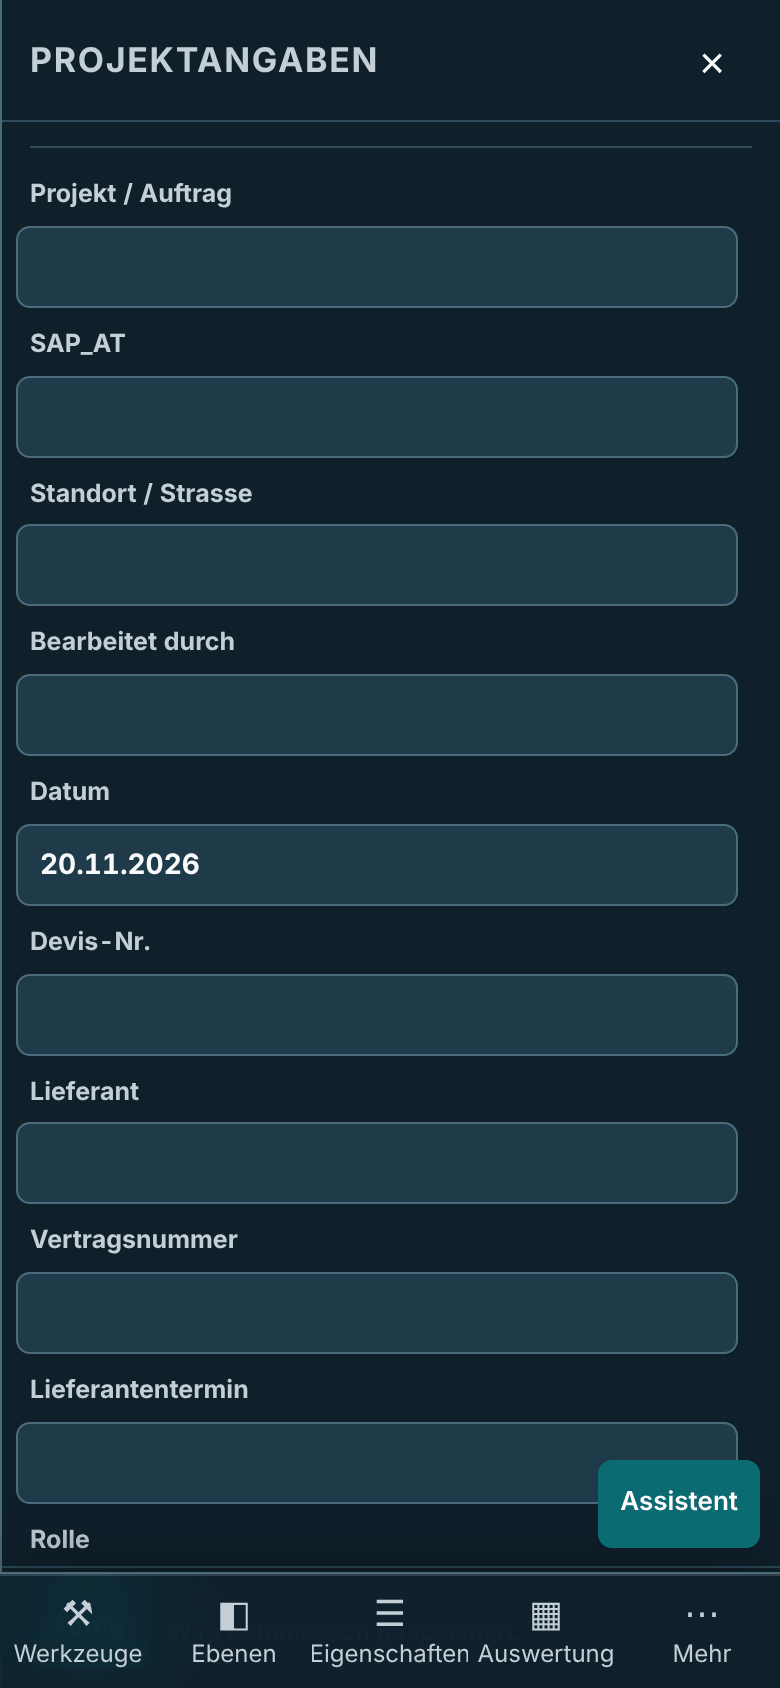 PROJEKTANGABEN
Projekt / Auftrag
SAP_AT
Standort / Strasse
Bearbeitet durch
Datum
20.11.2026
Devis-Nr.
Lieferant
Vertragsnummer
Lieferantentermin
Assistent
Rolle
Werkzeuge Ebenen Eigenschaften Auswertung Mehr